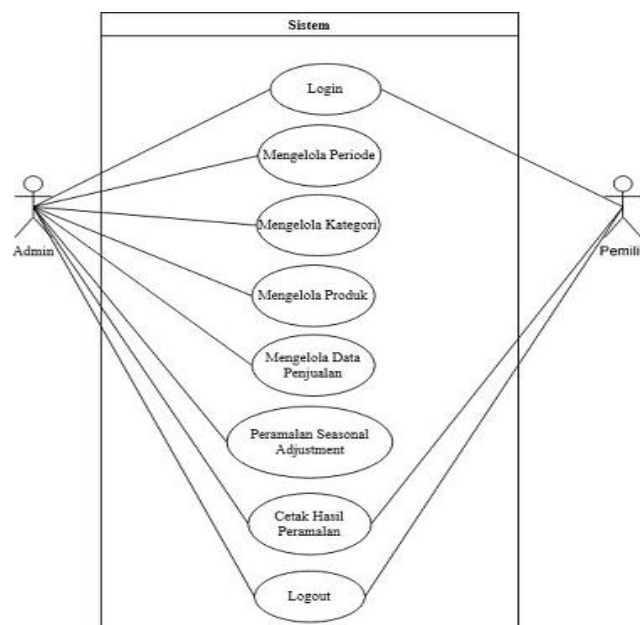 Sistem
Login
Mengelola Periode
Mengelola Kategori
Admin
Pemili
Mengelola Produk
Mengelola Data
Penjualan
Peramalan Seasonal
Adjustment
Cetak Hasil
Peramalan
Logout